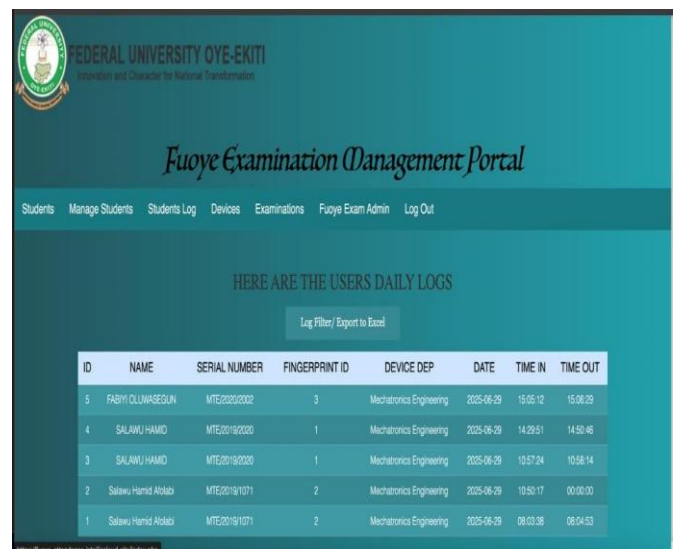 FEDERAL UNIVERSITY OYE-EKITI
Innovation and Character for National Transformation
Fuoye Examination Management Portal
Students Manage Students Students Log Devices Examinations Fuoye Exam Admin Log Out
HERE ARE THE USERS DAILY LOGS
Log Filter/ Export to Excel
ID NAME SERIAL NUMBER FINGERPRINT ID DEVICE DEP DATE TIME IN TIME OUT
5 FABIYI OLUWASEGUN MTE/2020/2002 3 Mechatronics Engineering 2025-06-29 15:05:12 15:06:29
4 SALAWU HAMID MTE/2019/2020 1 Mechatronics Engineering 2025-06-29 14:29:51 14:50:46
3 SALAWU HAMID MTE/2019/2020 1 Mechatronics Engineering 2025-06-29 10:57:24 10:58:14
2 Salawu Hamid Afolabi MTE/2019/1071 2 Mechatronics Engineering 2025-06-29 10:50:17 00:00:00
1 Salawu Hamid Afolabi MTE/2019/1071 2 Mechatronics Engineering 2025-06-29 08:03:38 08:04:53